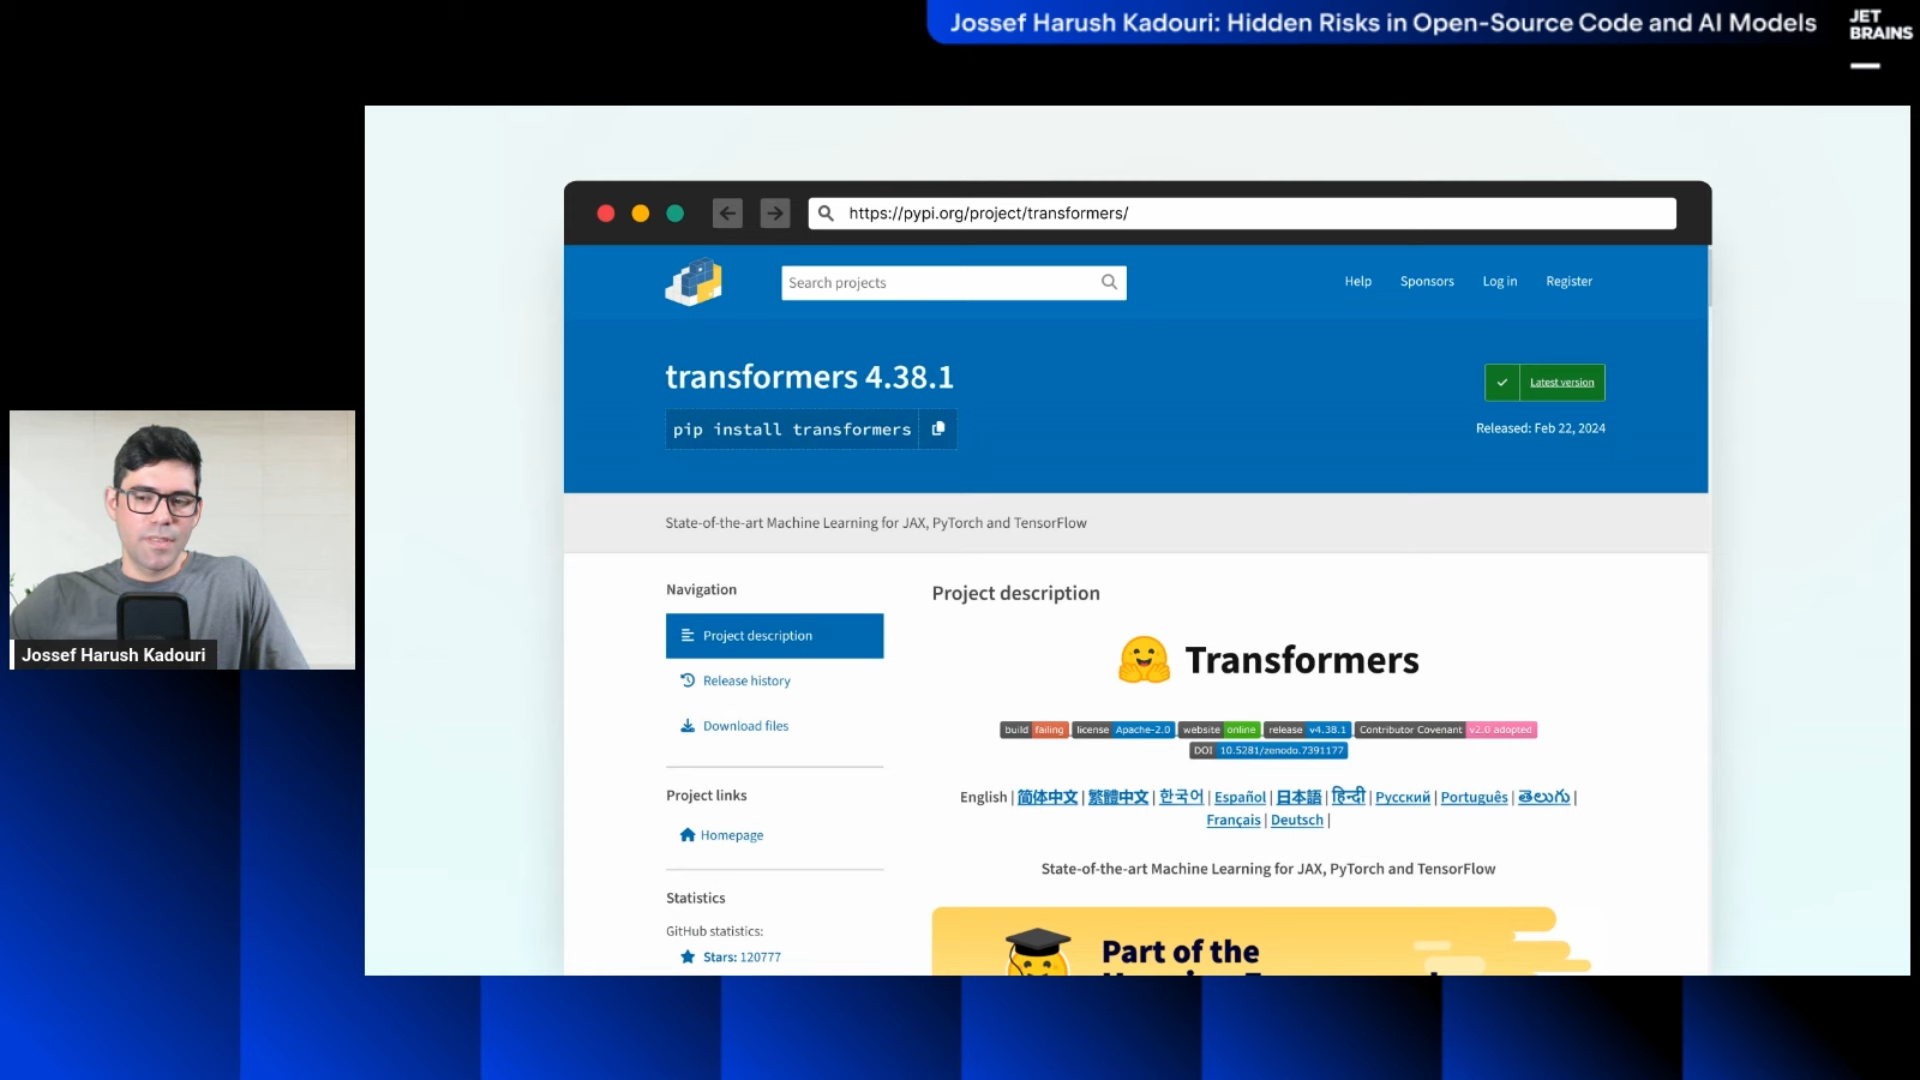 Jossef Harush Kadouri: Hidden Risks in Open-Source Code and AI Models
JET
BRAINS
https://pypi.org/project/transformers/
Search projects
Help Sponsors Log in Register
transformers 4.38.1
Latest version
pip install transformers
Released: Feb 22, 2024
State-of-the-art Machine Learning for JAX, PyTorch and TensorFlow
Navigation
Project description
Release history
Download files
Project links
Homepage
Statistics
GitHub statistics:
Stars: 120777
Project description
Transformers
build failing license Apache-2.0 website online release v4.38.1 Contributor Covenant v2.0 adopted
DOI 10.5281/zenodo.7391177
English | 简体中文 | 繁體中文 | 한국어 | Español | 日本語 | हिन्दी | Русский | Português | తెలుగు |
Français | Deutsch |
State-of-the-art Machine Learning for JAX, PyTorch and TensorFlow
Part of the
Jossef Harush Kadouri